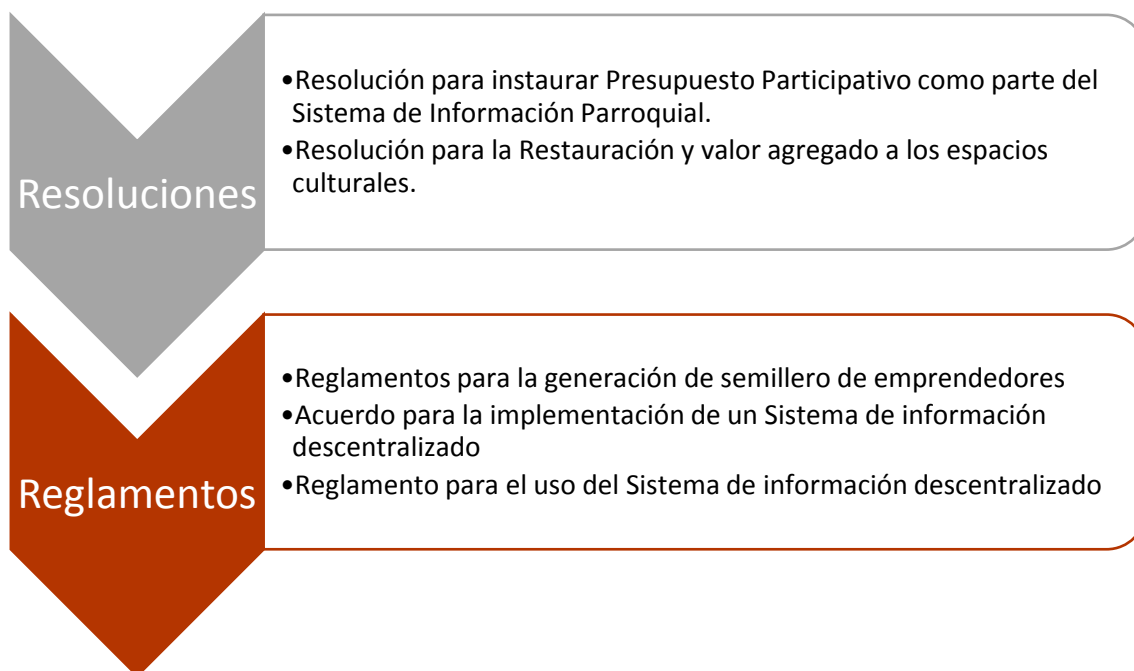 Resoluciones
•Resolución para instaurar Presupuesto Participativo como parte del
Sistema de Información Parroquial.
•Resolución para la Restauración y valor agregado a los espacios
culturales.
Reglamentos
•Reglamentos para la generación de semillero de emprendedores
•Acuerdo para la implementación de un Sistema de información
descentralizado
•Reglamento para el uso del Sistema de información descentralizado